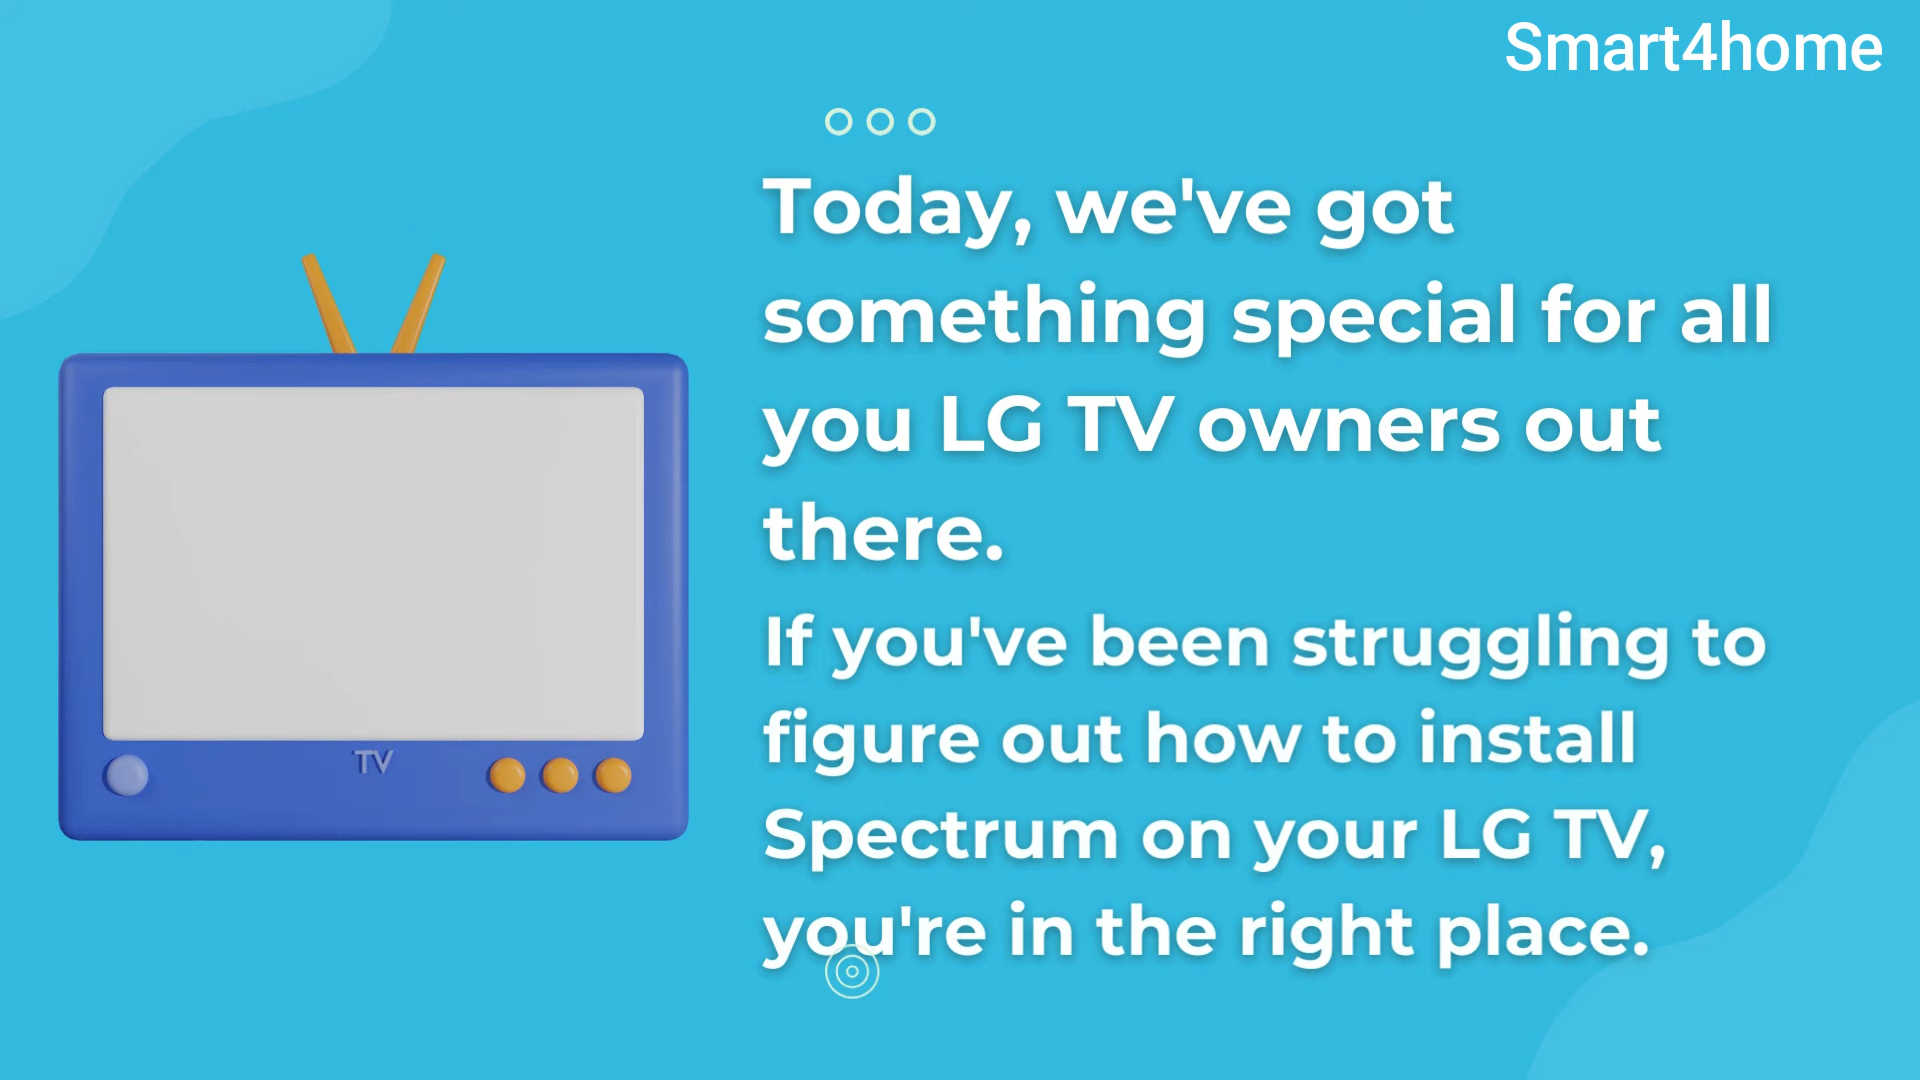 Smart4home
Today, we've got
something special for all
you LG TV owners out
there.
If you've been struggling to
figure out how to install
Spectrum on your LG TV,
you're in the right place.
TV